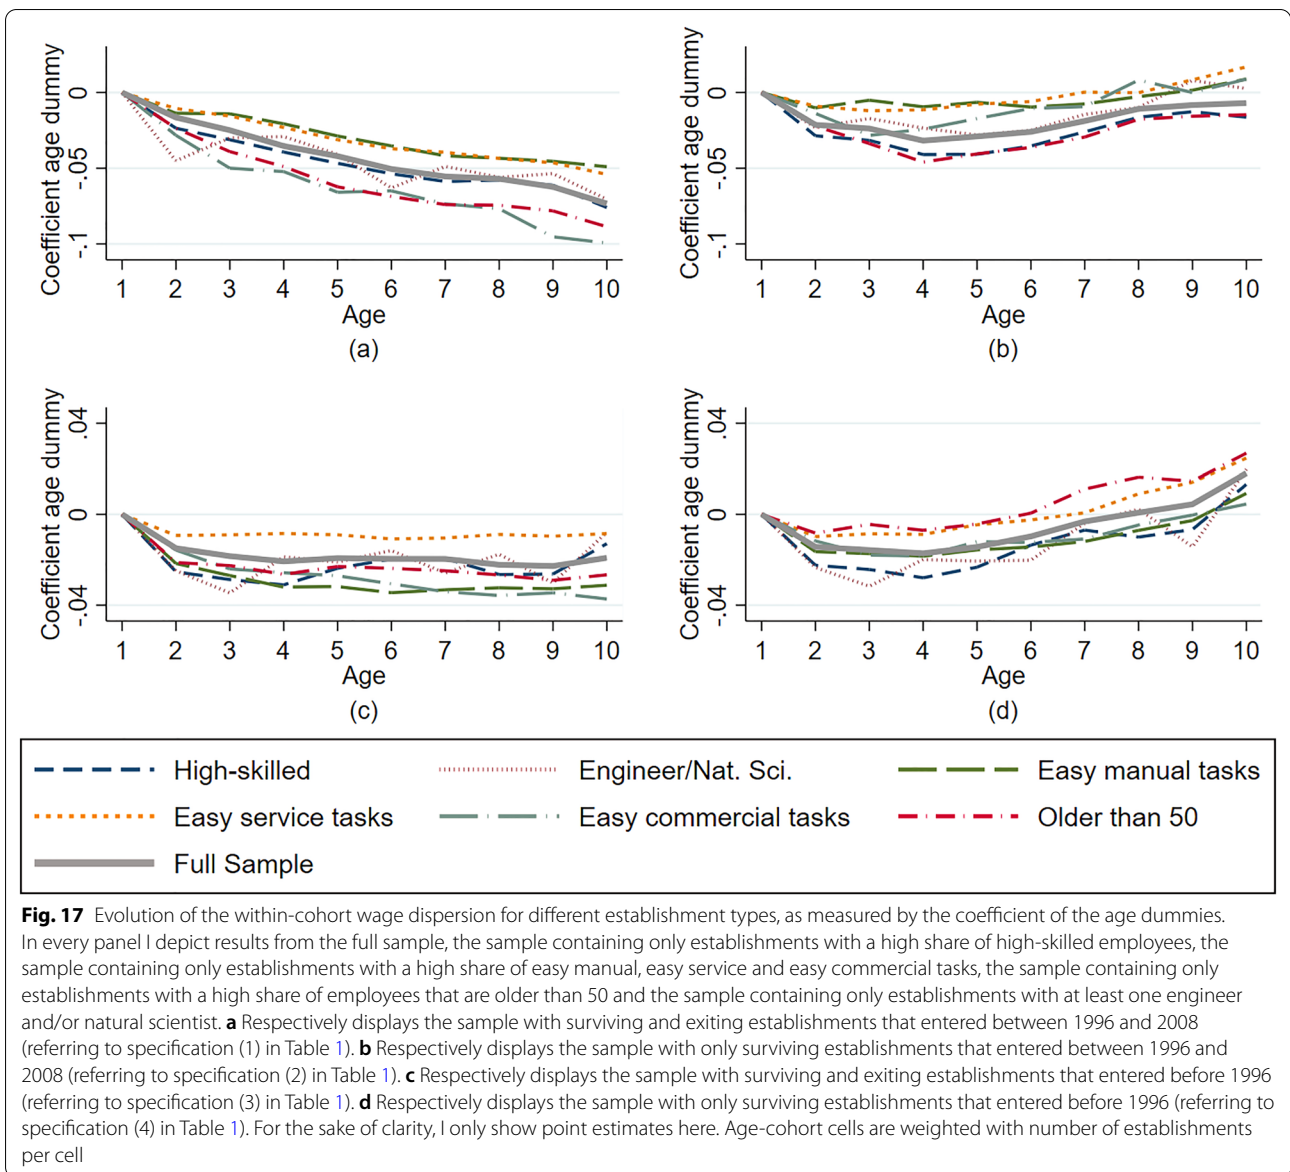 Coefficient age dummy
0
-.05
-.1
1 2 3 4 5 6 7 8 9 10
Age
(a)
Coefficient age dummy
0
-.05
-.1
1 2 3 4 5 6 7 8 9 10
Age
(b)
Coefficient age dummy
.04
0
-.04
1 2 3 4 5 6 7 8 9 10
Age
(c)
Coefficient age dummy
.04
0
-.04
1 2 3 4 5 6 7 8 9 10
Age
(d)
High-skilled Engineer/Nat. Sci. Easy manual tasks
Easy service tasks Easy commercial tasks Older than 50
Full Sample
Fig. 17 Evolution of the within-cohort wage dispersion for different establishment types, as measured by the coefficient of the age dummies.
In every panel I depict results from the full sample, the sample containing only establishments with a high share of high-skilled employees, the
sample containing only establishments with a high share of easy manual, easy service and easy commercial tasks, the sample containing only
establishments with a high share of employees that are older than 50 and the sample containing only establishments with at least one engineer
and/or natural scientist. a Respectively displays the sample with surviving and exiting establishments that entered between 1996 and 2008
(referring to specification (1) in Table 1). b Respectively displays the sample with only surviving establishments that entered between 1996 and
2008 (referring to specification (2) in Table 1). c Respectively displays the sample with surviving and exiting establishments that entered before 1996
(referring to specification (3) in Table 1). d Respectively displays the sample with only surviving establishments that entered before 1996 (referring to
specification (4) in Table 1). For the sake of clarity, I only show point estimates here. Age-cohort cells are weighted with number of establishments
per cell